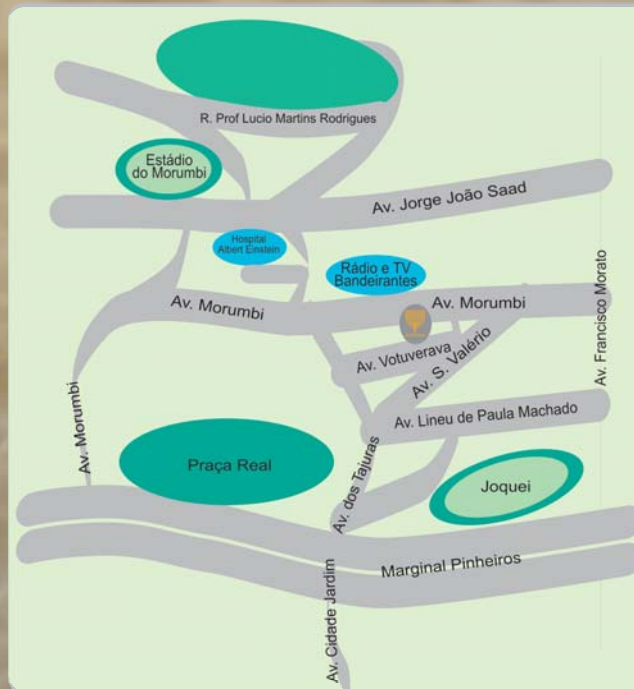 R. Prof Lucio Martins Rodrigues
Estádio
do Morumbi
Av. Jorge João Saad
Hospital
Albert Einstein
Rádio e TV
Bandeirantes
Av. Morumbi
Av. Morumbi
Av. Francisco Morato
Av. Votuverava
Av. S. Valério
Av. Morumbi
Av. Lineu de Paula Machado
Praça Real
Av. dos Tajuras
Joquei
Marginal Pinheiros
Av. Cidade Jardim